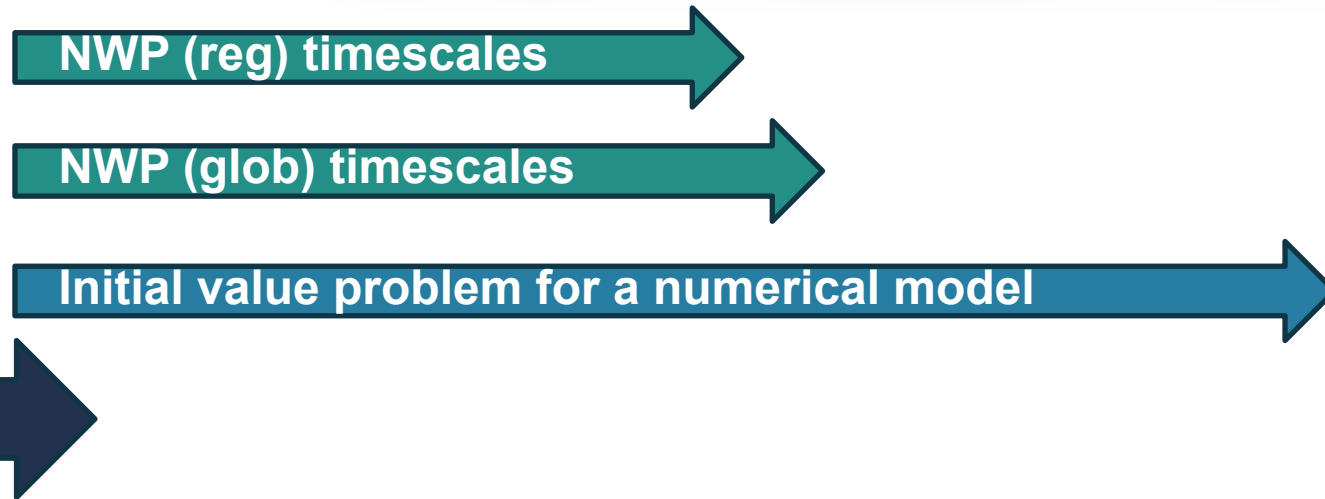 NWP (reg) timescales
NWP (glob) timescales
Initial value problem for a numerical model